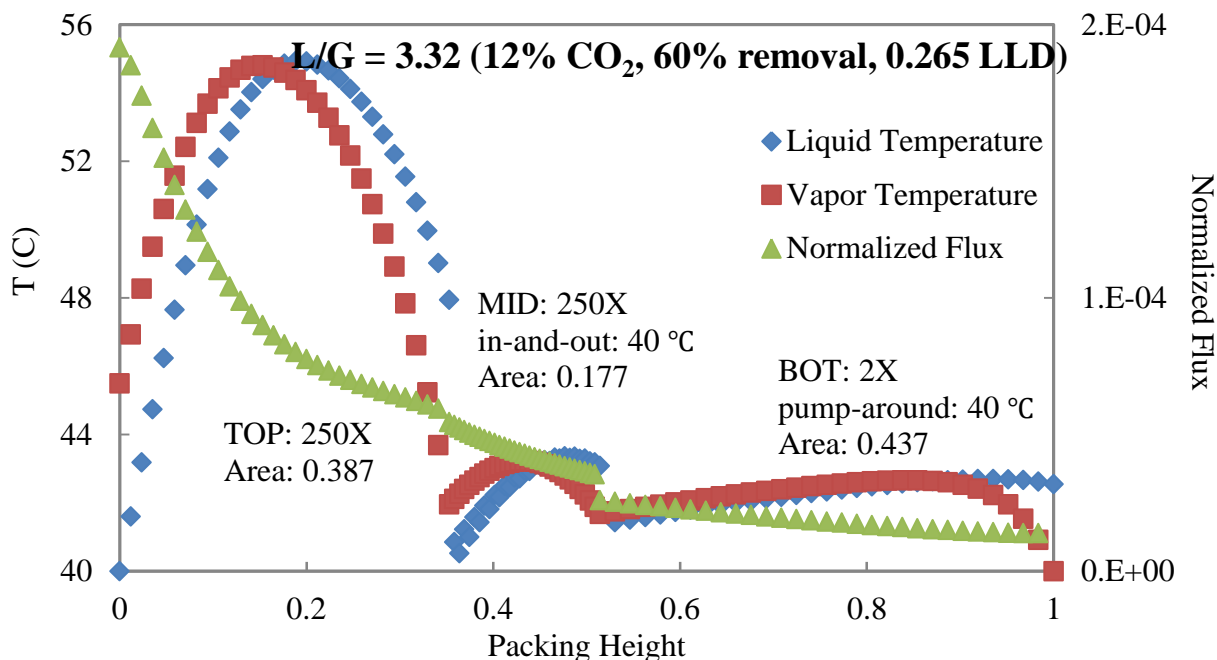 L/G = 3.32 (12% CO₂, 60% removal, 0.265 LLD)
56
52
48
44
40
T (C)
2.E-04
1.E-04
0.E+00
Normalized Flux
Liquid Temperature
Vapor Temperature
Normalized Flux
MID: 250X
in-and-out: 40 ℃
Area: 0.177
BOT: 2X
pump-around: 40 ℃
Area: 0.437
TOP: 250X
Area: 0.387
0
0.2
0.4
0.6
0.8
1
Packing Height